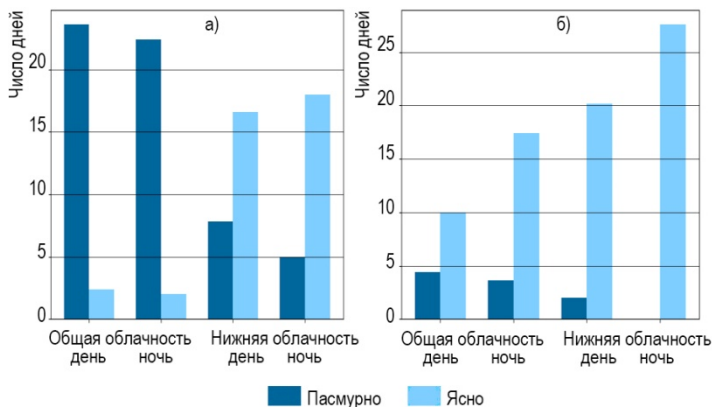 а)
Число дней
20
15
10
5
0
Общая облачность Нижняя облачность
день ночь день ночь
б)
Число дней
25
20
15
10
5
0
Общая облачность Нижняя облачность
день ночь день ночь
Пасмурно Ясно